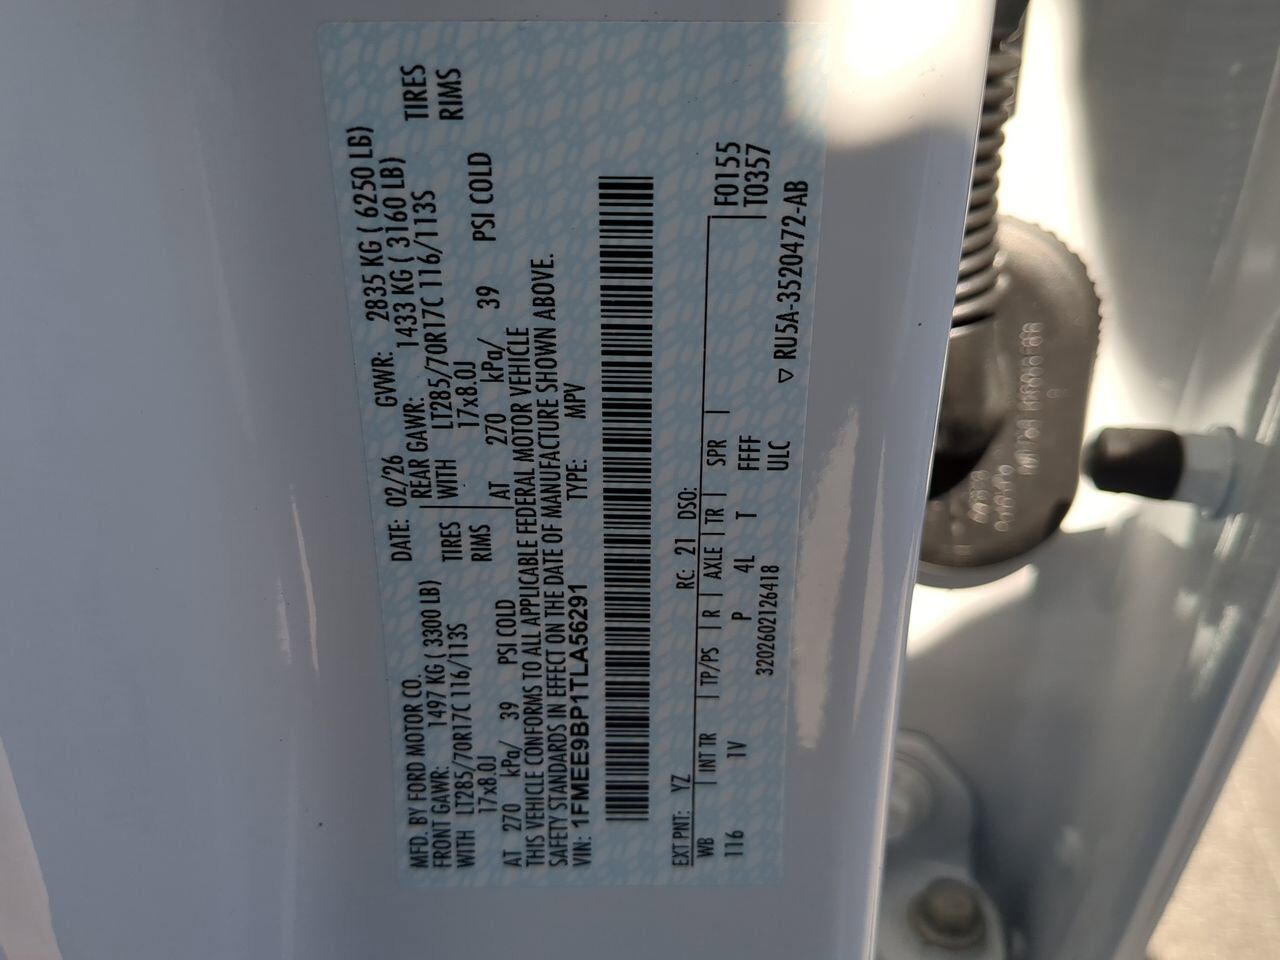 MFD. BY FORD MOTOR CO.
DATE: 02/26 GVWR: 2835 KG ( 6250 LB)
FRONT GAWR: 1497 KG ( 3300 LB) REAR GAWR: 1433 KG ( 3160 LB)
WITH LT285/70R17C 116/113S TIRES WITH LT285/70R17C 116/113S TIRES
17x8.0J RIMS 17x8.0J RIMS
AT 270 kPa/ 39 PSI COLD AT 270 kPa/ 39 PSI COLD
THIS VEHICLE CONFORMS TO ALL APPLICABLE FEDERAL MOTOR VEHICLE
SAFETY STANDARDS IN EFFECT ON THE DATE OF MANUFACTURE SHOWN ABOVE.
VIN: 1FMEE9BP1TLA56291 TYPE: MPV
EXT PNT: YZ RC: 21 DSO:
WB INT TR TP/PS R AXLE TR SPR F0155
116 1V P 4L T FFFF T0357
3202602126418 ULC
▽ RU5A-3520472-AB